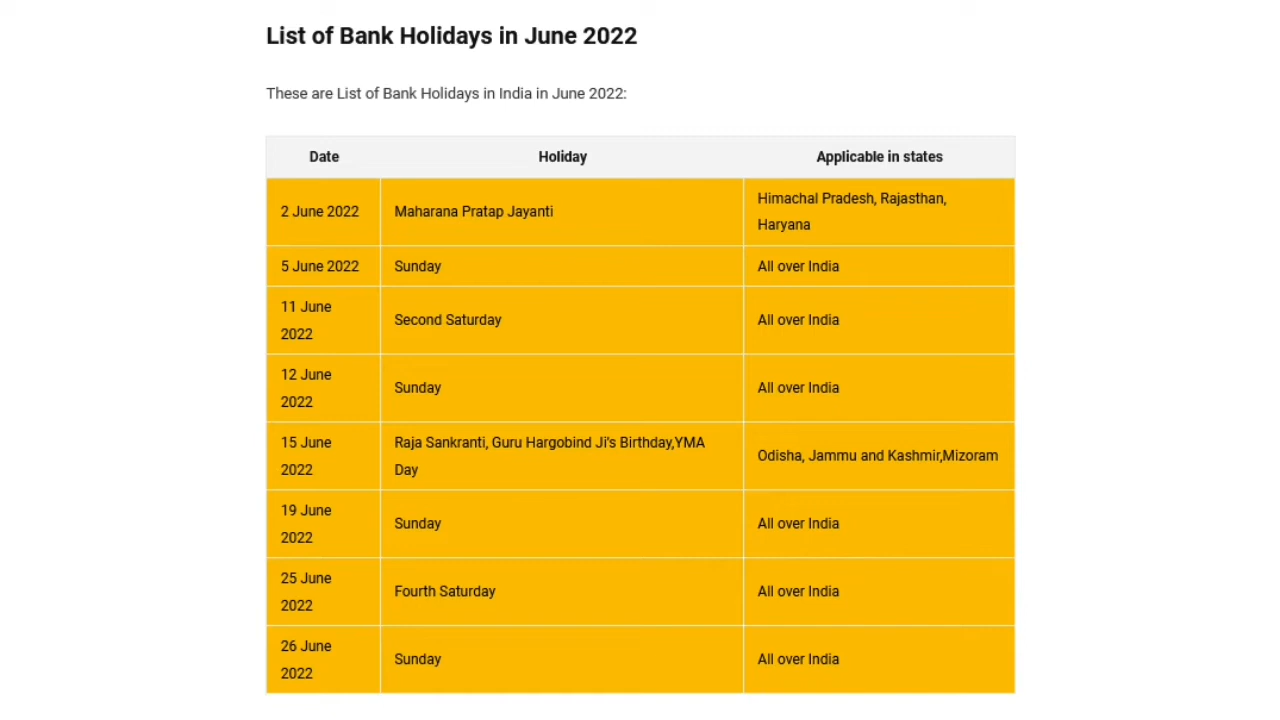 List of Bank Holidays in June 2022
These are List of Bank Holidays in India in June 2022:
Date Holiday Applicable in states
2 June 2022 Maharana Pratap Jayanti Himachal Pradesh, Rajasthan,
Haryana
5 June 2022 Sunday All over India
11 June
2022
Second Saturday All over India
12 June
2022
Sunday All over India
15 June
2022
Raja Sankranti, Guru Hargobind Ji's Birthday,YMA
Day
Odisha, Jammu and Kashmir,Mizoram
19 June
2022
Sunday All over India
25 June
2022
Fourth Saturday All over India
26 June
2022
Sunday All over India